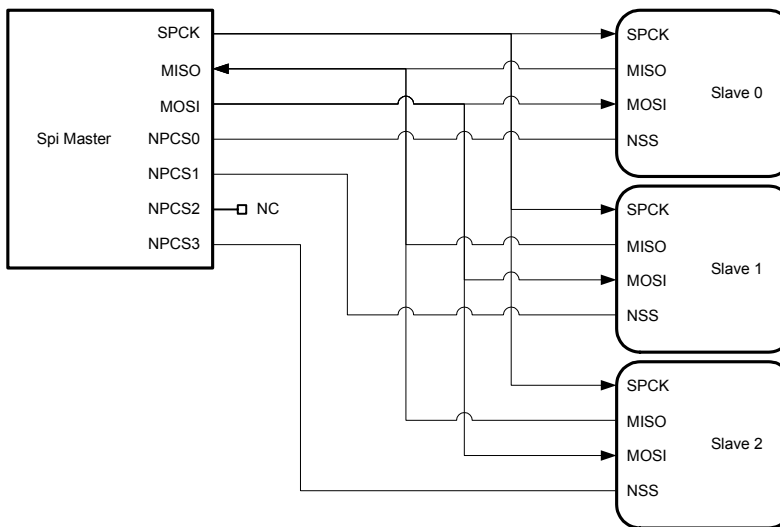 Spi Master
SPCK
MISO
MOSI
NPCS0
NPCS1
NPCS2
NC
NPCS3
SPCK
MISO
MOSI
NSS
Slave 0
SPCK
MISO
MOSI
NSS
Slave 1
SPCK
MISO
MOSI
NSS
Slave 2